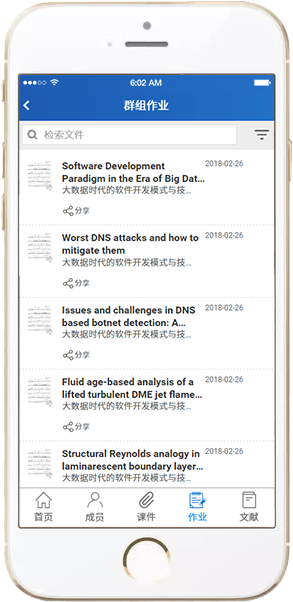 6:02 AM
群组作业
检索文件
Software Development
Paradigm in the Era of Big Dat...
2018-02-26
大数据时代的软件开发模式与技...
分享
Worst DNS attacks and how to
mitigate them
2018-02-26
大数据时代的软件开发模式与技...
分享
Issues and challenges in DNS
based botnet detection: A...
2018-02-26
大数据时代的软件开发模式与技...
分享
Fluid age-based analysis of a
lifted turbulent DME jet flame...
2018-02-26
大数据时代的软件开发模式与技...
分享
Structural Reynolds analogy in
laminarescent boundary layer...
2018-02-26
大数据时代的软件开发模式与技...
首页
成员
课件
作业
文献